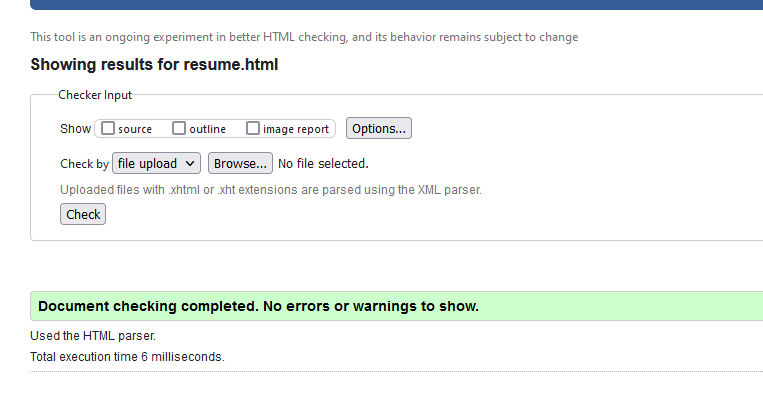 This tool is an ongoing experiment in better HTML checking, and its behavior remains subject to change
Showing results for resume.html
Checker Input
Show source outline image report Options...
Check by file upload Browse... No file selected.
Uploaded files with .xhtml or .xht extensions are parsed using the XML parser.
Check
Document checking completed. No errors or warnings to show.
Used the HTML parser.
Total execution time 6 milliseconds.